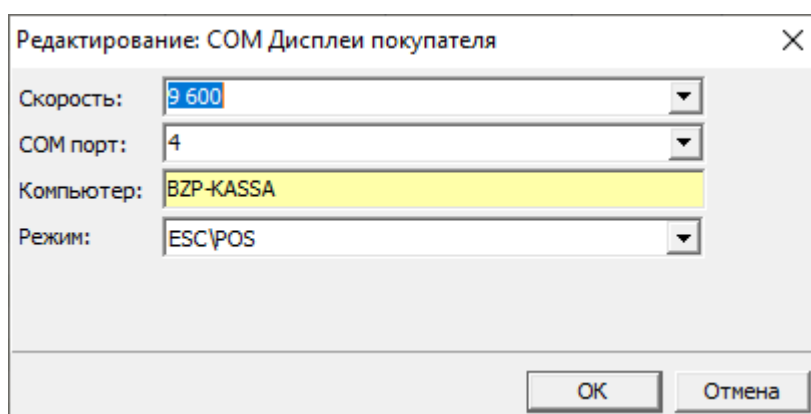 Редактирование: COM Дисплеи покупателя
Скорость: 9 600
COM порт: 4
Компьютер: BZP-KASSA
Режим: ESC\POS
OK Отмена